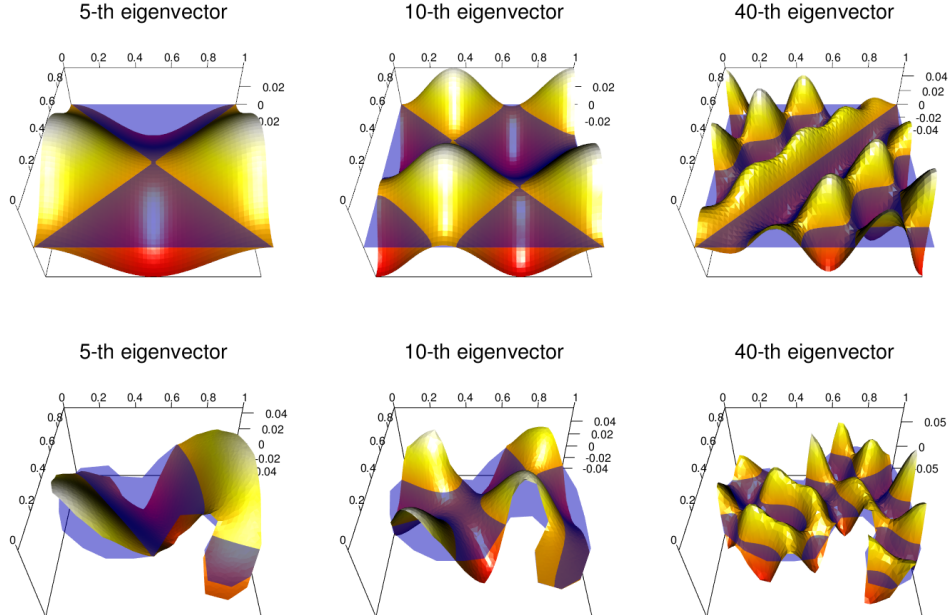 5-th eigenvector 10-th eigenvector 40-th eigenvector
0 0.2 0.4 0.6 0.8 1 0 0.2 0.4 0.6 0.8 1 0 0.2 0.4 0.6 0.8 1
0.8 0.6 0.4 0.2 0 0.02 0 0.02
0.8 0.6 0.4 0.2 0 0.02 0 -0.02
0.8 0.6 0.4 0.2 0 0.04 0.02 0 -0.02 -0.04
5-th eigenvector 10-th eigenvector 40-th eigenvector
0 0.2 0.4 0.6 0.8 1 0 0.2 0.4 0.6 0.8 1 0 0.2 0.4 0.6 0.8 1
0.8 0.6 0.4 0.2 0 0.04 0.02 0 -0.02 0.04
0.8 0.6 0.4 0.2 0 0.04 0.02 0 -0.02 -0.04
0.8 0.6 0.4 0.2 0 0.05 0 0.05